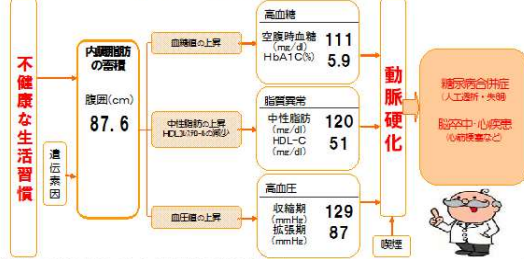 不健康な生活習慣
遺伝素因
内臓脂肪
の蓄積
腹囲(cm)
87.6
血糖値の上昇
中性脂肪の上昇
HDLコレステロールの減少
血圧値の上昇
高血糖
空腹時血糖
(mg/dl)
111
HbA1C(%)
5.9
脂質異常
中性脂肪
(mg/dl)
120
HDL-C
(mg/dl)
51
高血圧
収縮期
(mmHg)
129
拡張期
(mmHg)
87
動脈硬化
喫煙
糖尿病合併症
(人工透析・失明)
脳卒中・心疾患
(心筋梗塞など)